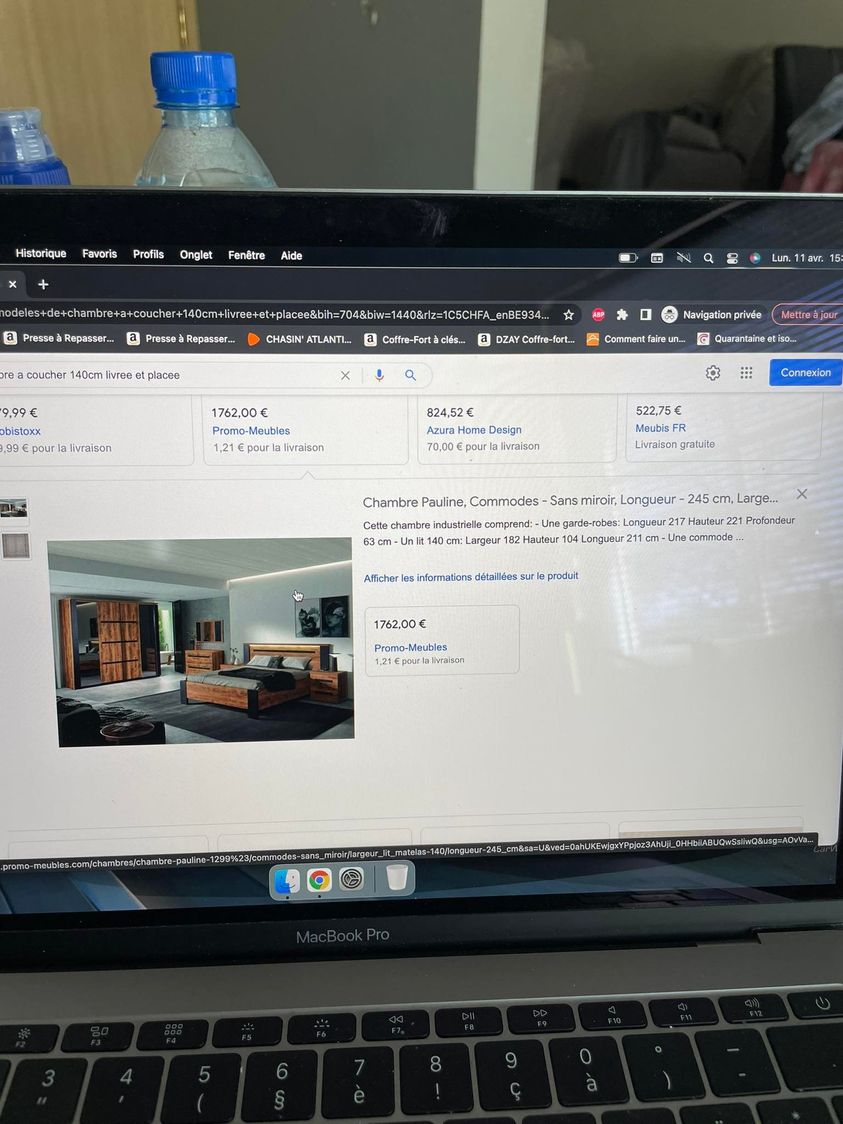 Historique Favoris Profils Onglet Fenêtre Aide Lun. 11 avr. 15:
modeles+de+chambre+a+coucher+140cm+livree+et+placee&bih=704&biw=1440&rlz=1C5CHFA_enBE934... ABP Navigation privée Mettre à jour
Presse à Repasser... Presse à Repasser... CHASIN' ATLANTI... Coffre-Fort à clés... DZAY Coffre-fort... Comment faire un... Quarantaine et iso...
bre a coucher 140cm livree et placee Connexion
79,99 € 1762,00 € 824,52 € 522,75 €
obistoxx Promo-Meubles Azura Home Design Meubis FR
9,99 € pour la livraison 1,21 € pour la livraison 70,00 € pour la livraison Livraison gratuite
Chambre Pauline, Commodes - Sans miroir, Longueur - 245 cm, Large...
Cette chambre industrielle comprend: - Une garde-robes: Longueur 217 Hauteur 221 Profondeur
63 cm - Un lit 140 cm: Largeur 182 Hauteur 104 Longueur 211 cm - Une commode ...
Afficher les informations détaillées sur le produit
1762,00 €
Promo-Meubles
1,21 € pour la livraison
.promo-meubles.com/chambres/chambre-pauline-1299%23/commodes-sans_miroir/largeur_lit_matelas-140/longueur-245_cm&sa=U&ved=0ahUKEwjgxYPpjoz3AhUji_0HHbiIABUQwSsIiwQ&usg=AOvVa...
MacBook Pro
F2 F3 F4 F5 F6 F7 F8 F9 F10 F11 F12
3 4 5 6 7 8 9 0 °
" ' ( § è ! ç à ) -